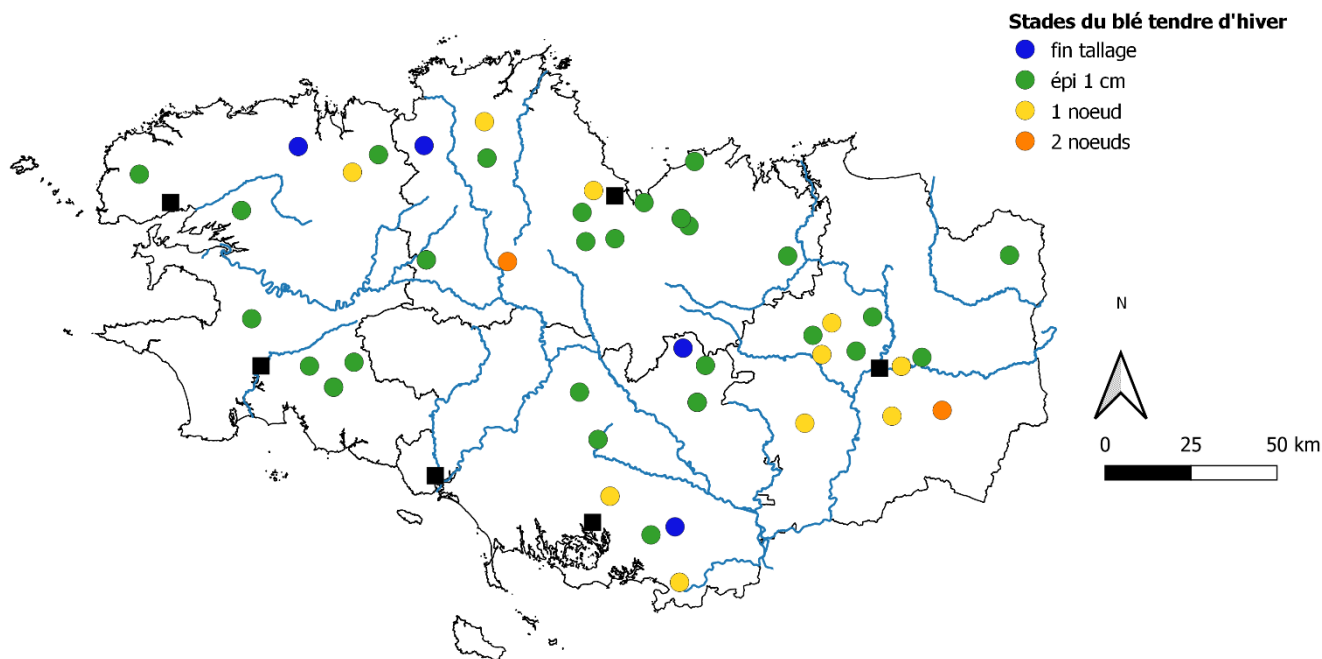 Stades du blé tendre d'hiver
fin tallage
épi 1 cm
1 noeud
2 noeuds
N
0 25 50 km